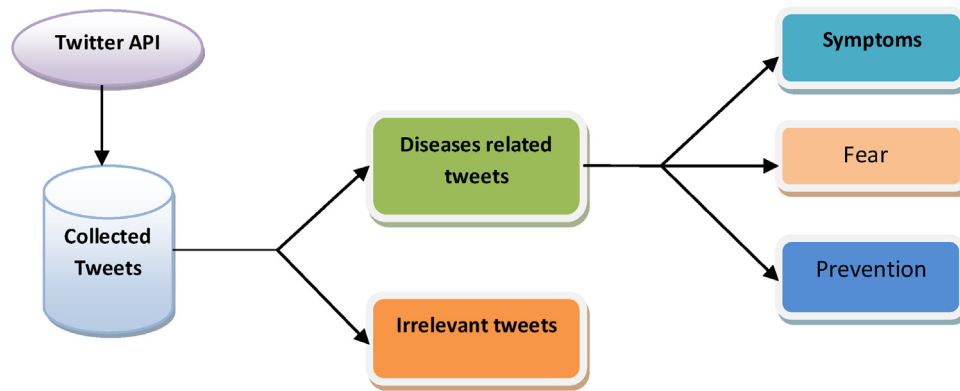 Twitter API
Collected
Tweets
Diseases related
tweets
Irrelevant tweets
Symptoms
Fear
Prevention